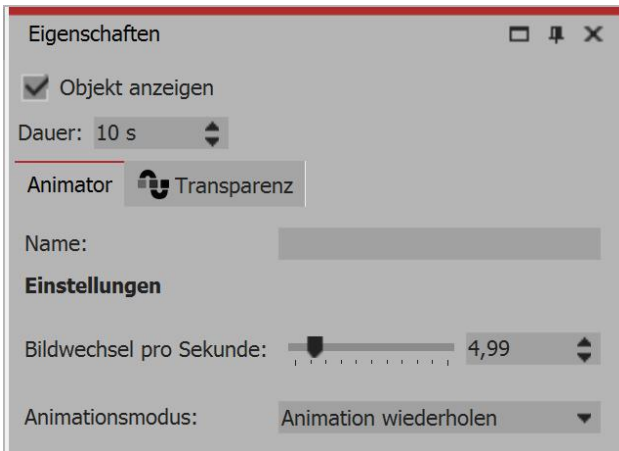 Eigenschaften
Objekt anzeigen
Dauer: 10 s
Animator Transparenz
Name:
Einstellungen
Bildwechsel pro Sekunde: 4,99
Animationsmodus: Animation wiederholen